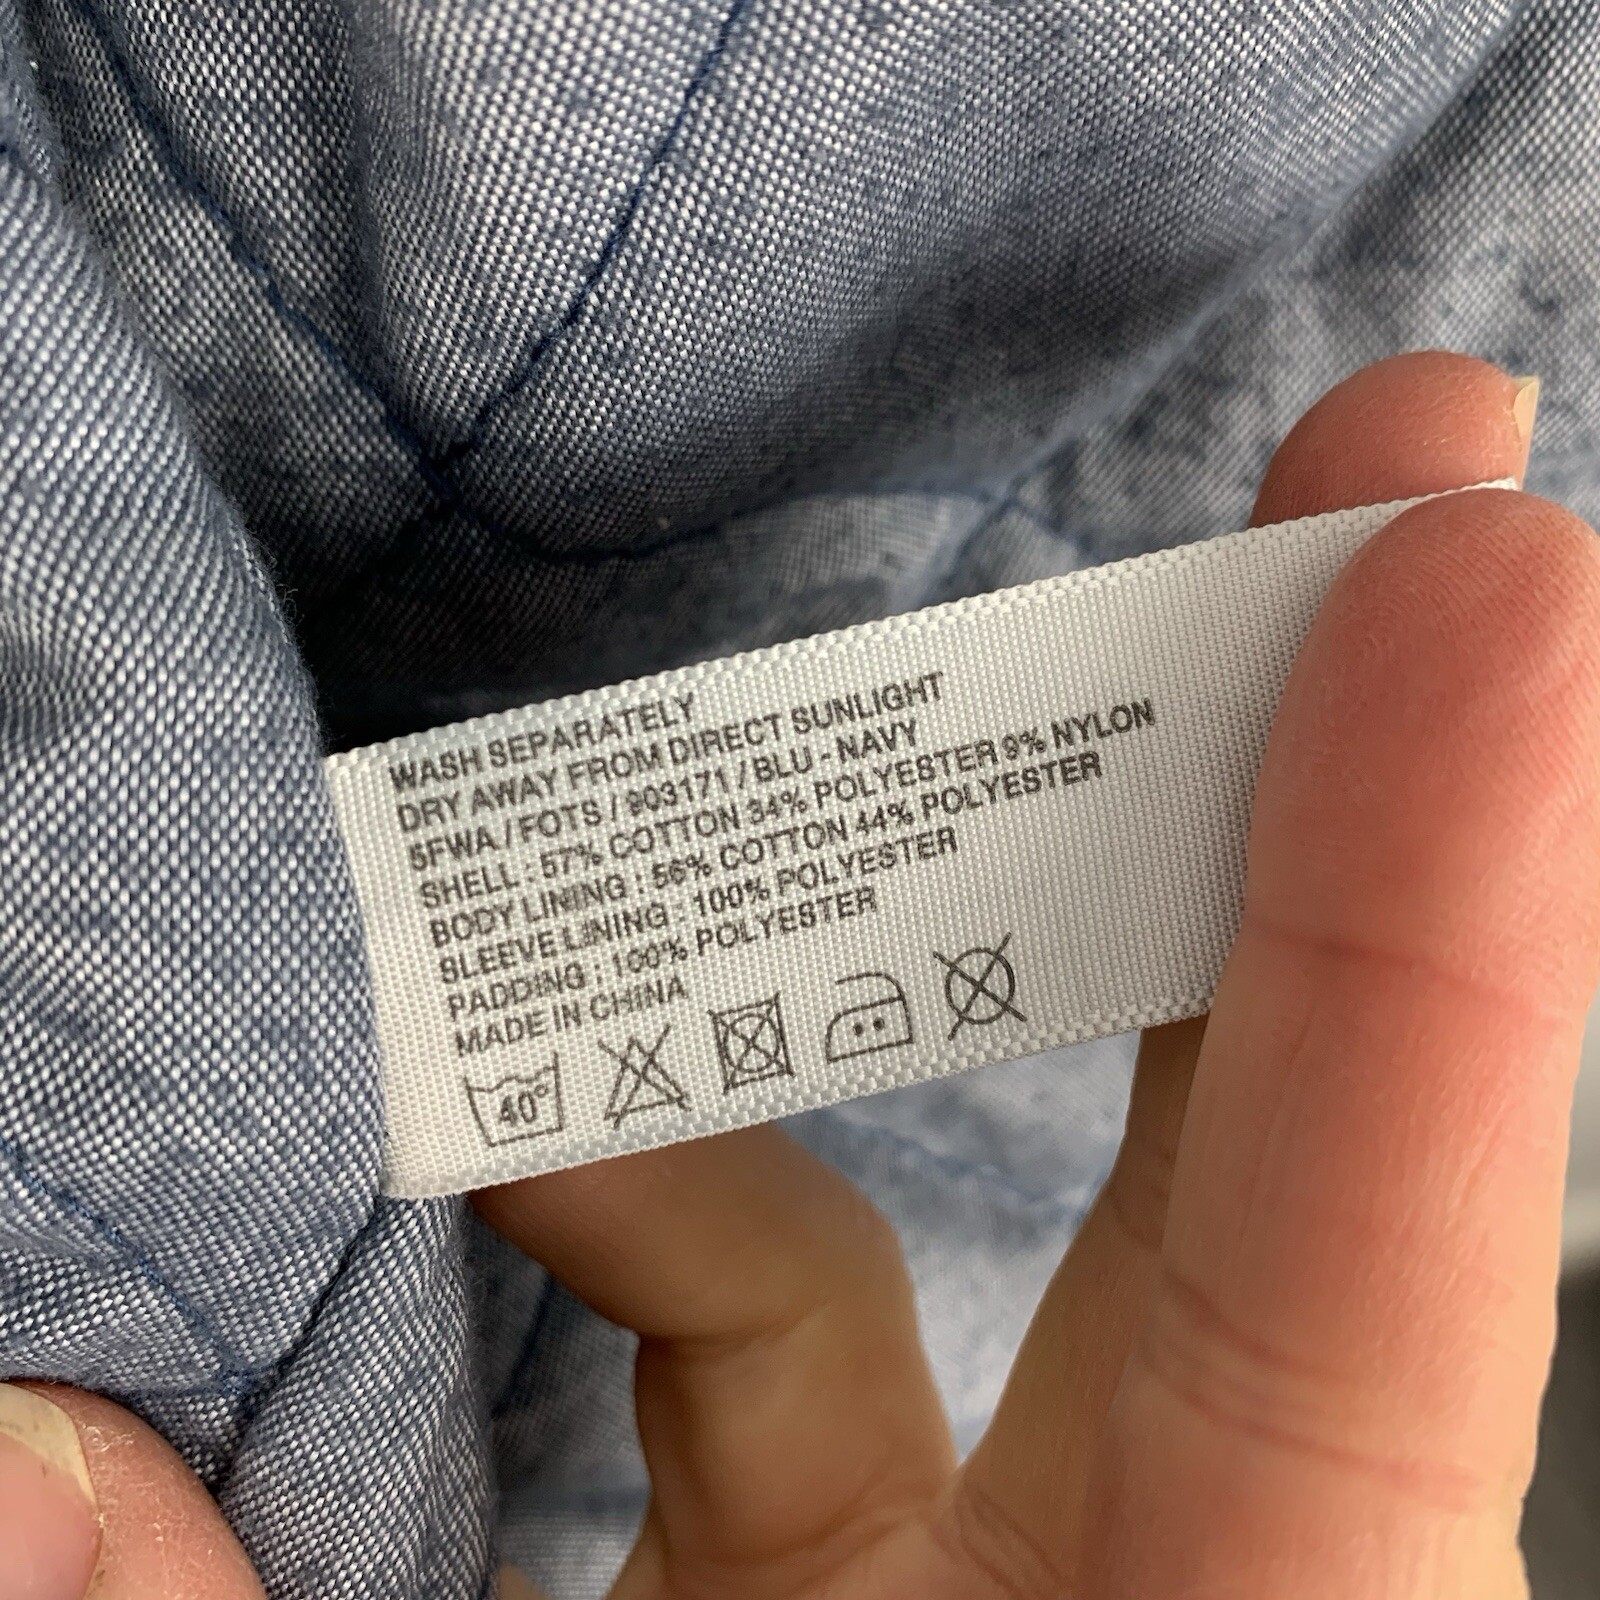 WASH SEPARATELY
DRY AWAY FROM DIRECT SUNLIGHT
5FWA / FOTS / 903171 / BLU - NAVY
SHELL : 57% COTTON 34% POLYESTER 9% NYLON
BODY LINING : 56% COTTON 44% POLYESTER
SLEEVE LINING : 100% POLYESTER
PADDING : 100% POLYESTER
MADE IN CHINA
40°